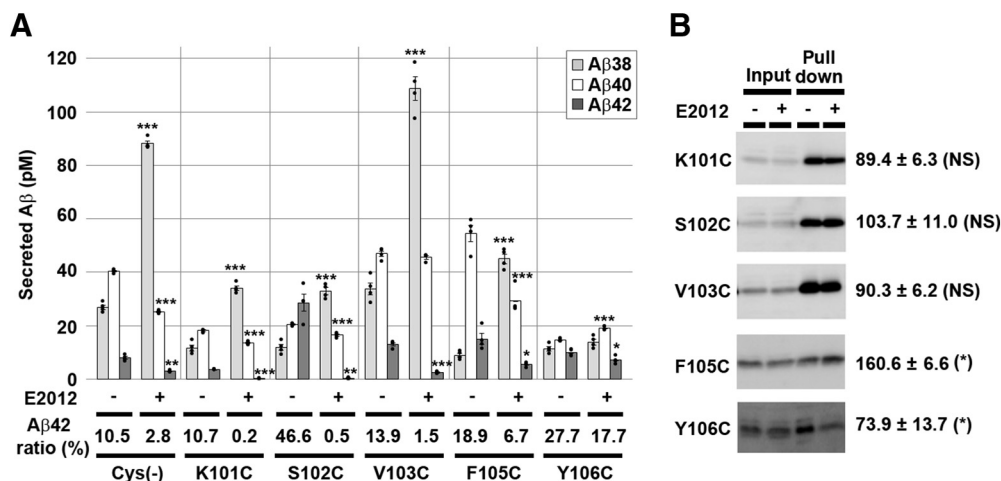 A
Secreted Aβ (pM)
120
100
80
60
40
20
0
Aβ38
Aβ40
Aβ42
***
***
**
***
***
***
***
***
**
***
***
***
***
*
***
*
E2012 - + - + - + - + - + - +
Aβ42 ratio (%)
10.5 2.8 10.7 0.2 46.6 0.5 13.9 1.5 18.9 6.7 27.7 17.7
Cys(-) K101C S102C V103C F105C Y106C
B
Input Pull down
E2012 - + - +
K101C 89.4 ± 6.3 (NS)
S102C 103.7 ± 11.0 (NS)
V103C 90.3 ± 6.2 (NS)
F105C 160.6 ± 6.6 (*)
Y106C 73.9 ± 13.7 (*)